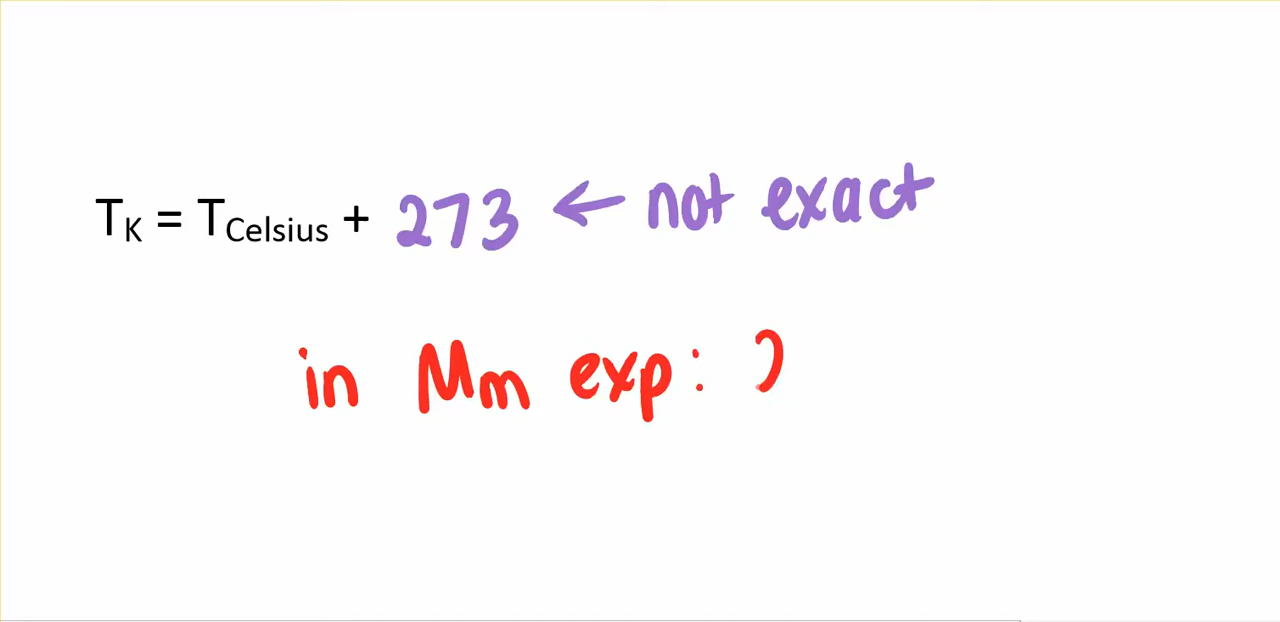 TK = TCelsius + 273 ← not exact
in Mm exp: